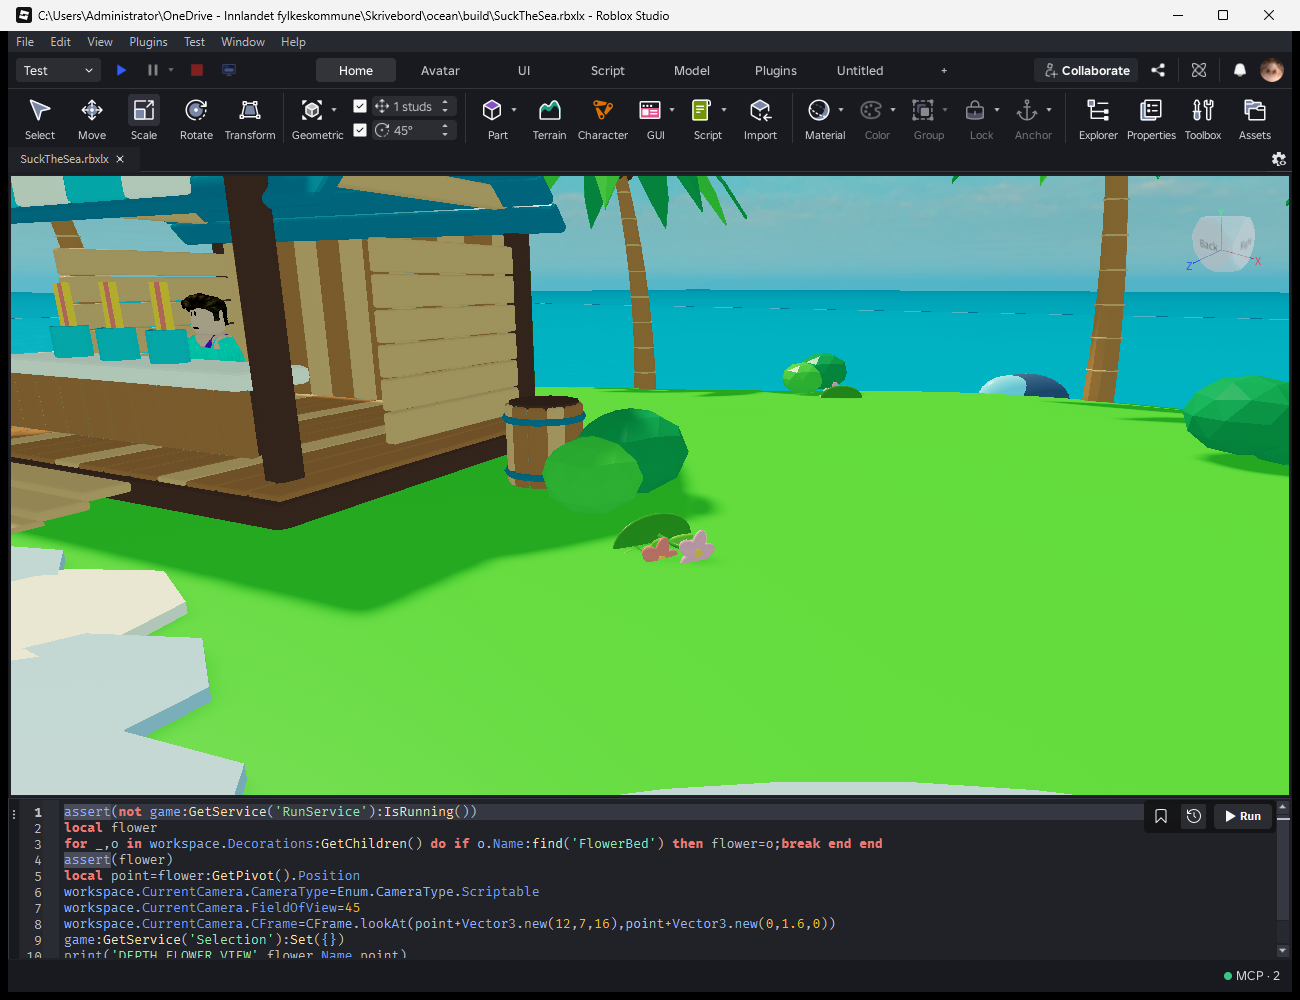 C:\Users\Administrator\OneDrive - Innlandet fylkeskommune\Skrivebord\ocean\build\SuckTheSea.rbxlx - Roblox Studio
File Edit View Plugins Test Window Help
Test Home Avatar UI Script Model Plugins Untitled + Collaborate
1 studs
45°
Select Move Scale Rotate Transform Geometric Part Terrain Character GUI Script Import Material Color Group Lock Anchor Explorer Properties Toolbox Assets
SuckTheSea.rbxlx
Y
Back
Z X
1 assert(not game:GetService('RunService'):IsRunning())
Run
2 local flower
3 for _,o in workspace.Decorations:GetChildren() do if o.Name:find('FlowerBed') then flower=o;break end end
4 assert(flower)
5 local point=flower:GetPivot().Position
6 workspace.CurrentCamera.CameraType=Enum.CameraType.Scriptable
7 workspace.CurrentCamera.FieldOfView=45
8 workspace.CurrentCamera.CFrame=CFrame.lookAt(point+Vector3.new(12,7,16),point+Vector3.new(0,1.6,0))
9 game:GetService('Selection'):Set({})
10 print('DEPTH_FLOWER_VIEW',flower.Name,point)
MCP · 2